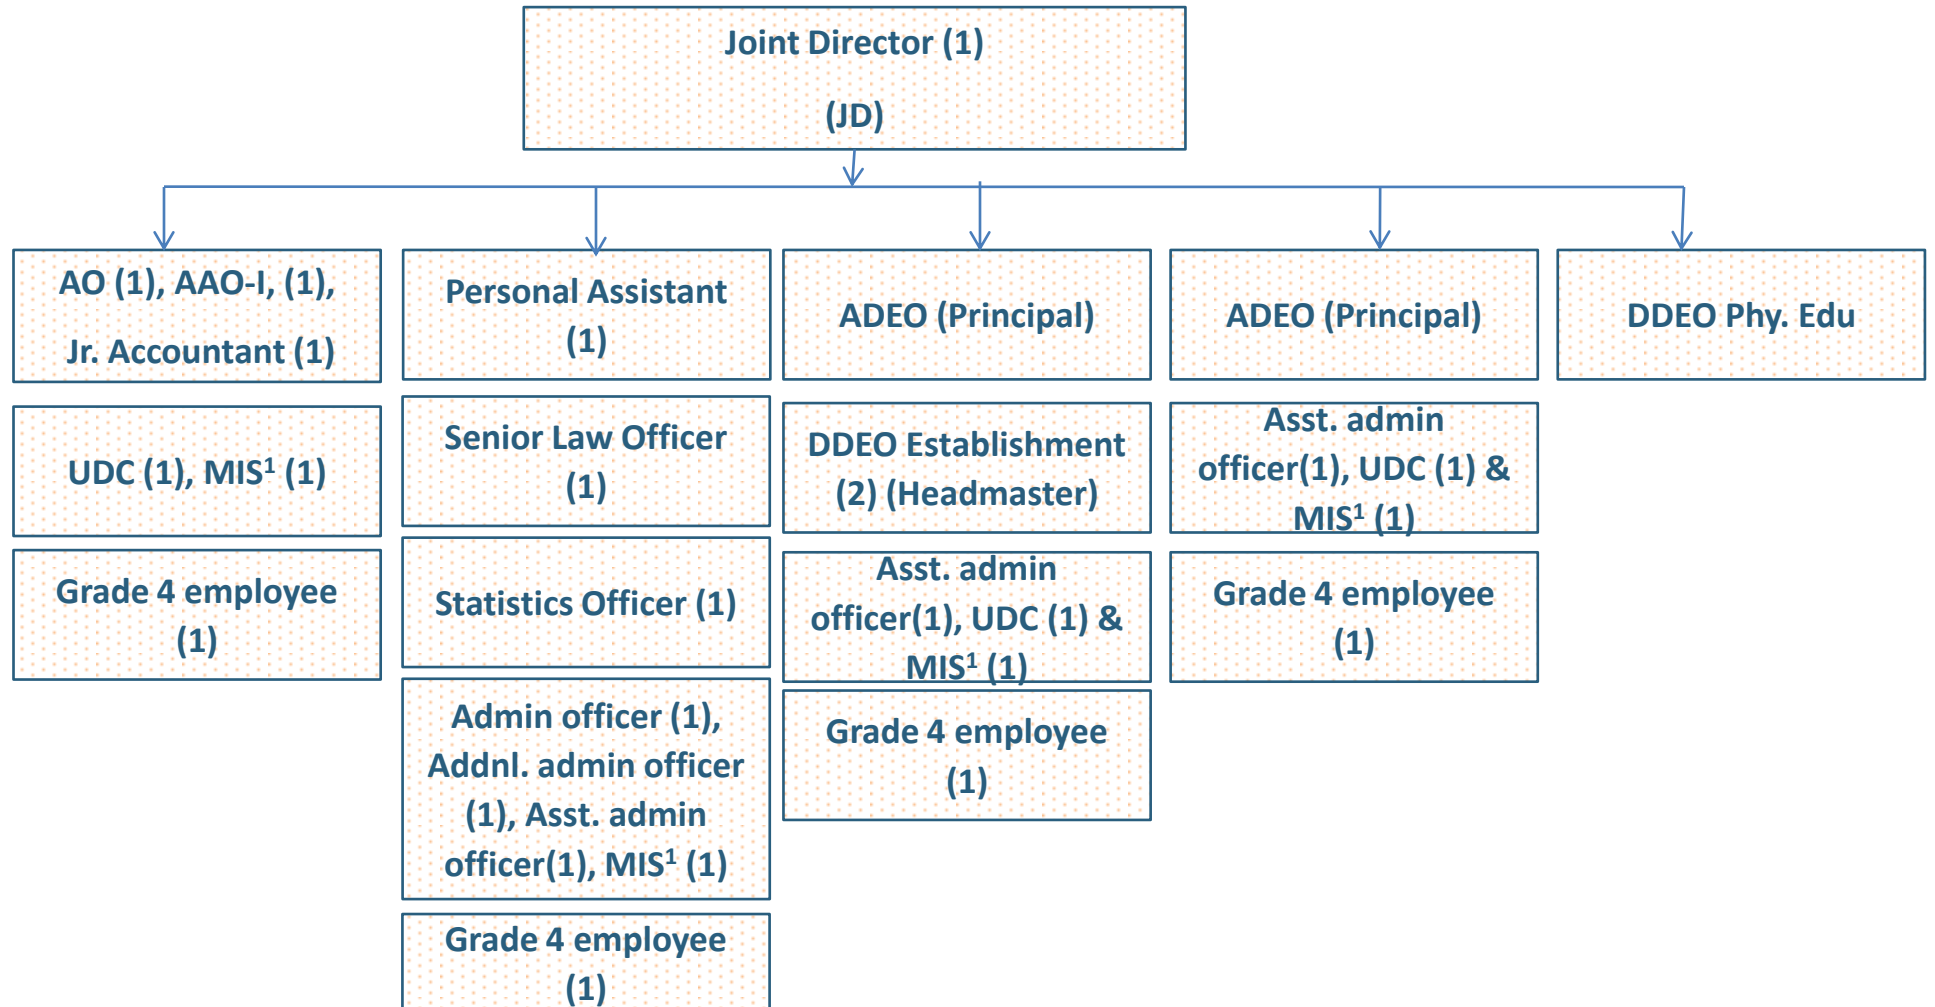 Joint Director (1)
(JD)
AO (1), AAO-I, (1),
Jr. Accountant (1)
UDC (1), MIS¹ (1)
Grade 4 employee
(1)
Personal Assistant
(1)
Senior Law Officer
(1)
Statistics Officer (1)
Admin officer (1),
Addnl. admin officer
(1), Asst. admin
officer(1), MIS¹ (1)
Grade 4 employee
(1)
ADEO (Principal)
DDEO Establishment
(2) (Headmaster)
Asst. admin
officer(1), UDC (1) &
MIS¹ (1)
Grade 4 employee
(1)
ADEO (Principal)
Asst. admin
officer(1), UDC (1) &
MIS¹ (1)
Grade 4 employee
(1)
DDEO Phy. Edu